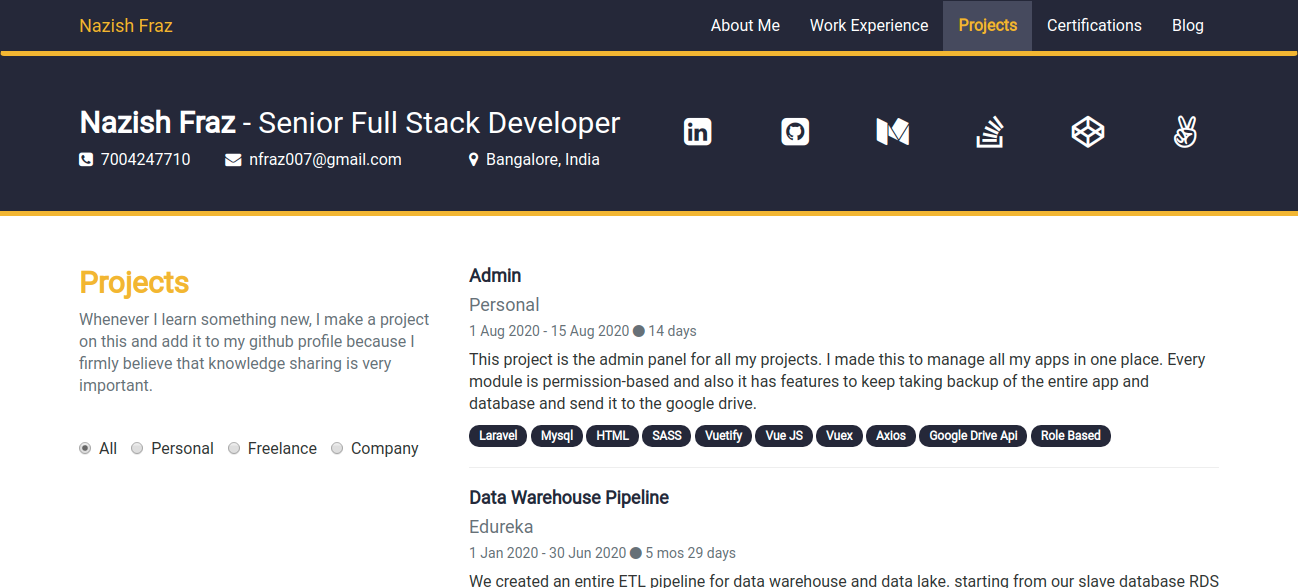 Nazish Fraz
About Me Work Experience Projects Certifications Blog
Nazish Fraz - Senior Full Stack Developer
7004247710 nfraz007@gmail.com Bangalore, India
Projects
Whenever I learn something new, I make a project
on this and add it to my github profile because I
firmly believe that knowledge sharing is very
important.
All Personal Freelance Company
Admin
Personal
1 Aug 2020 - 15 Aug 2020 ● 14 days
This project is the admin panel for all my projects. I made this to manage all my apps in one place. Every
module is permission-based and also it has features to keep taking backup of the entire app and
database and send it to the google drive.
Laravel Mysql HTML SASS Vuetify Vue JS Vuex Axios Google Drive Api Role Based
Data Warehouse Pipeline
Edureka
1 Jan 2020 - 30 Jun 2020 ● 5 mos 29 days
We created an entire ETL pipeline for data warehouse and data lake, starting from our slave database RDS